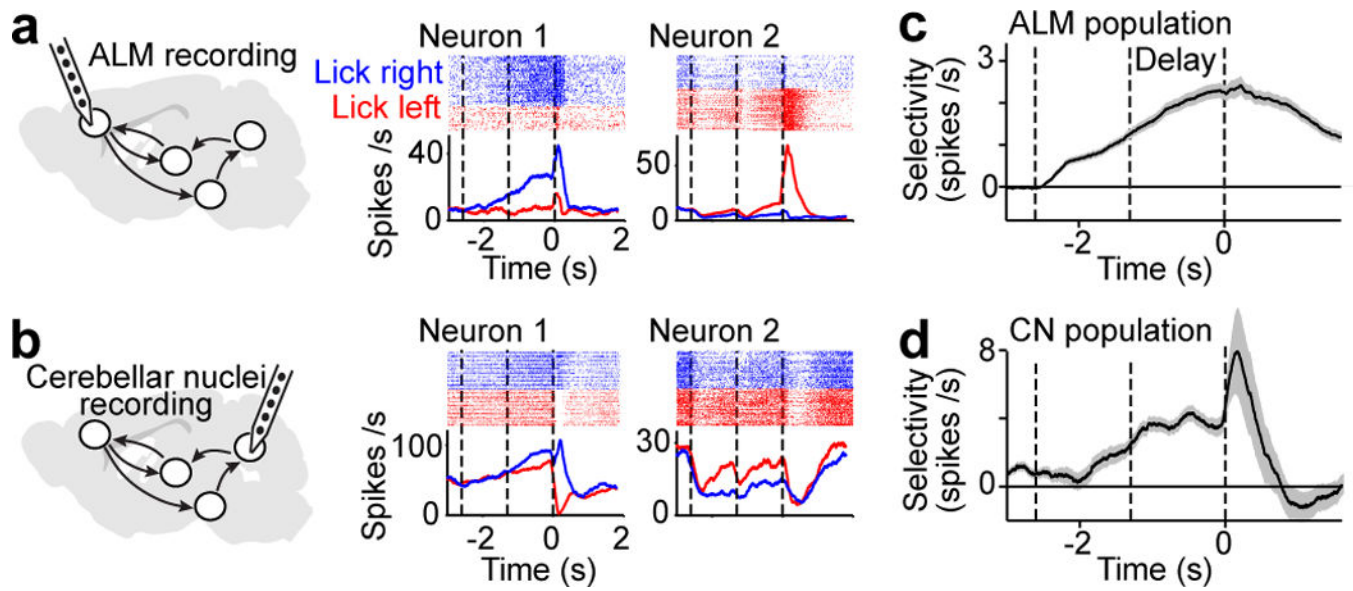 a
ALM recording
Neuron 1
Neuron 2
Lick right
Lick left
Spikes /s
40
0
-2
0
2
Time (s)
50
0
c
ALM population
Delay
Selectivity
(spikes /s)
3
0
-2
0
Time (s)
b
Cerebellar nuclei
recording
Neuron 1
Neuron 2
Spikes /s
100
0
-2
0
2
Time (s)
30
0
d
CN population
Selectivity
(spikes /s)
8
4
0
-2
0
Time (s)